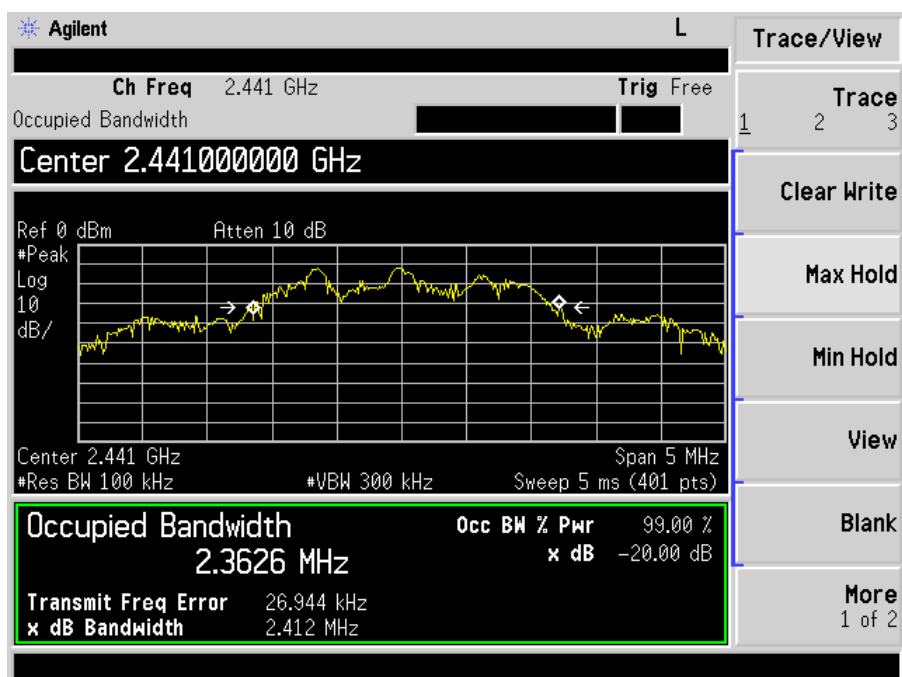 Agilent
L
Trace/View
Ch Freq 2.441 GHz
Trig Free
Occupied Bandwidth
Trace
1 2 3
Center 2.441000000 GHz
Clear Write
Ref 0 dBm
Atten 10 dB
#Peak
Log
10
dB/
Max Hold
Min Hold
View
Center 2.441 GHz
Span 5 MHz
#Res BW 100 kHz
#VBW 300 kHz
Sweep 5 ms (401 pts)
Blank
Occupied Bandwidth
2.3626 MHz
Occ BW % Pwr 99.00 %
x dB -20.00 dB
Transmit Freq Error 26.944 kHz
x dB Bandwidth 2.412 MHz
More
1 of 2